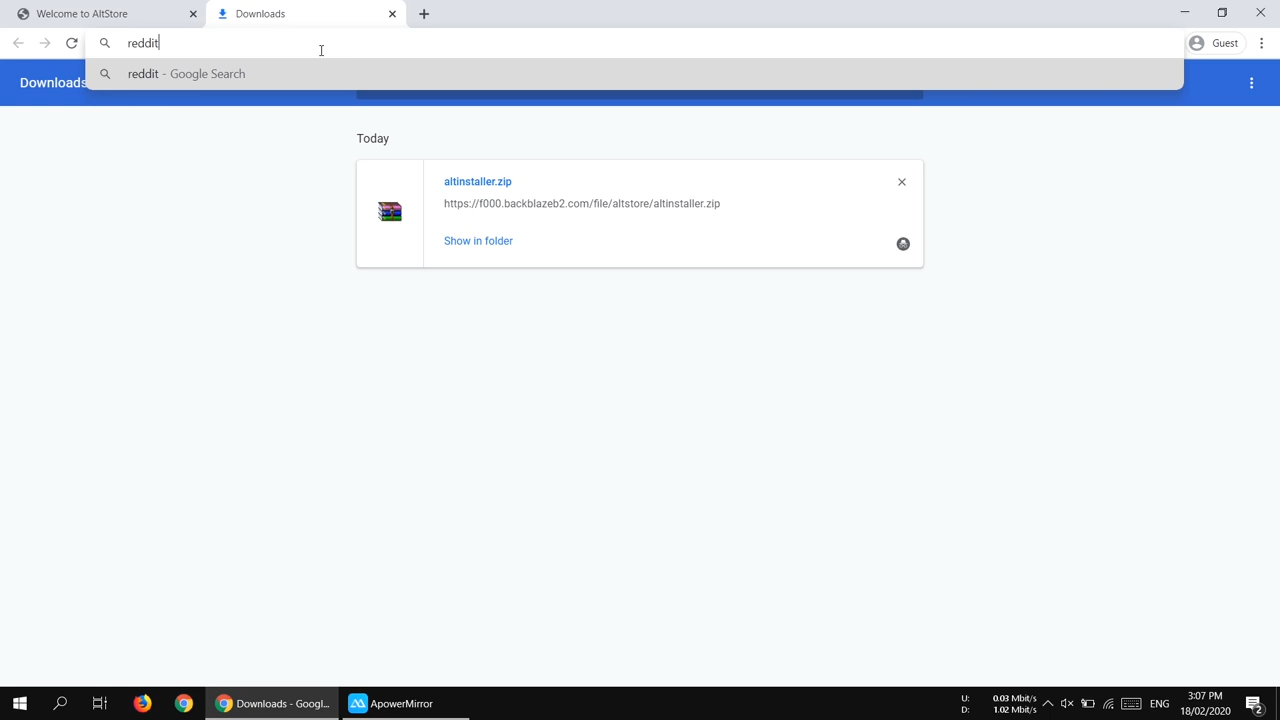 Welcome to AltStore
Downloads
reddit
Guest
reddit - Google Search
Downloads
Today
altinstaller.zip
https://f000.backblazeb2.com/file/altstore/altinstaller.zip
Show in folder
Downloads - Googl...
ApowerMirror
U: 0.03 Mbit/s
D: 1.02 Mbit/s
ENG
3:07 PM
18/02/2020
2